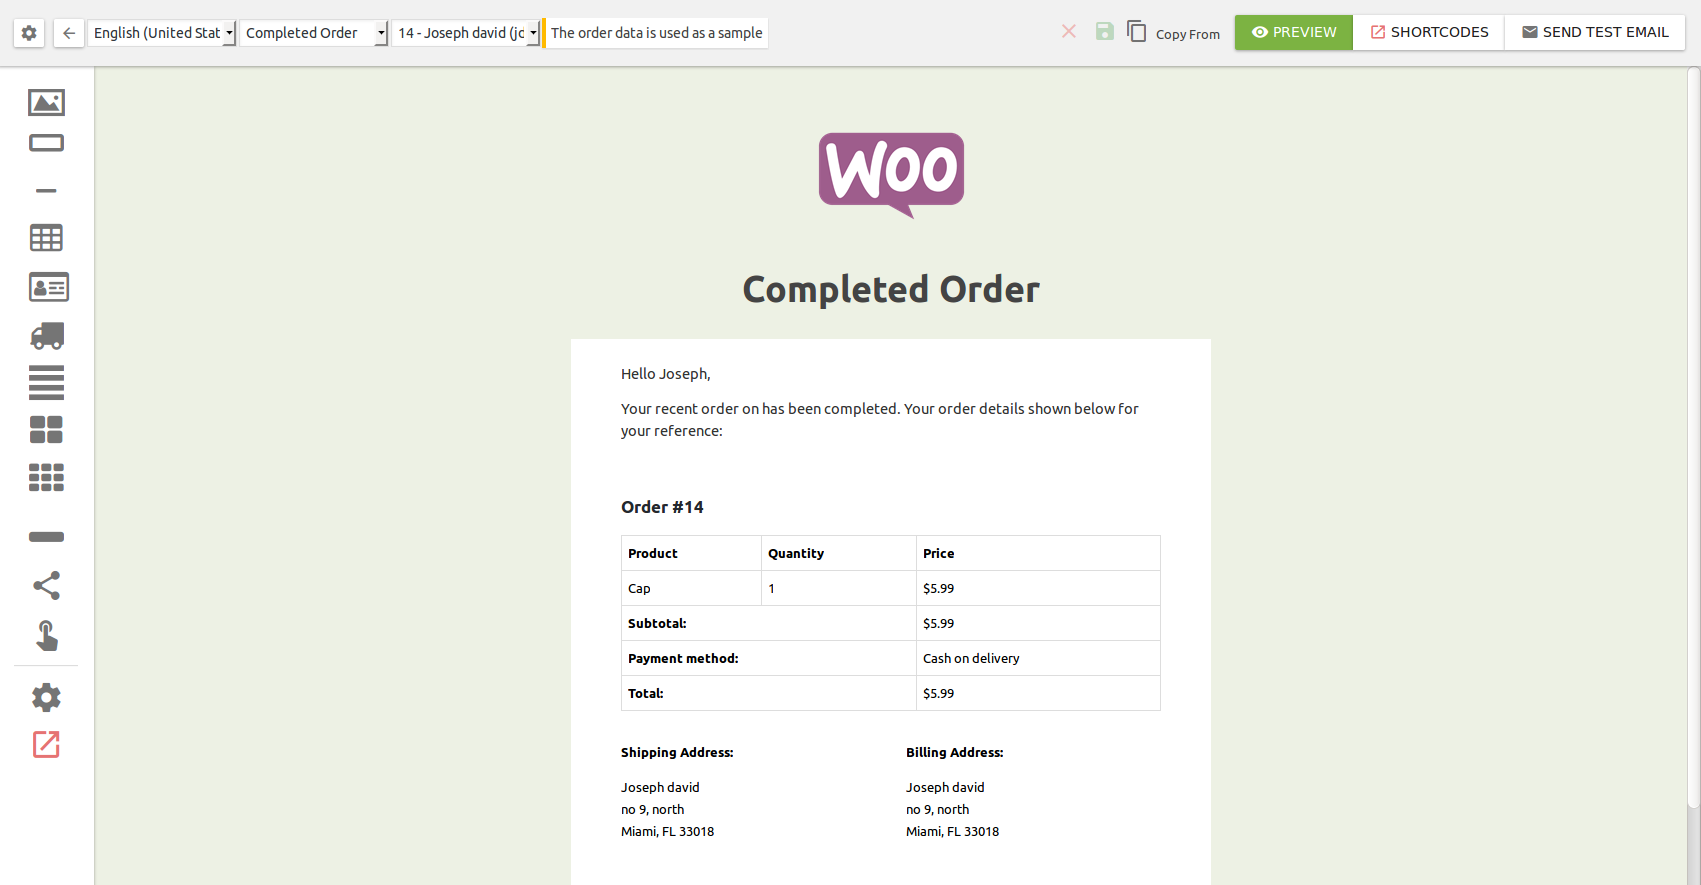 English (United Stat
Completed Order
14 - Joseph david (jo
The order data is used as a sample
Copy From
PREVIEW
SHORTCODES
SEND TEST EMAIL
Woo
Completed Order
Hello Joseph,
Your recent order on has been completed. Your order details shown below for
your reference:
Order #14
Product Quantity Price
Cap 1 $5.99
Subtotal: $5.99
Payment method: Cash on delivery
Total: $5.99
Shipping Address:
Joseph david
no 9, north
Miami, FL 33018
Billing Address:
Joseph david
no 9, north
Miami, FL 33018